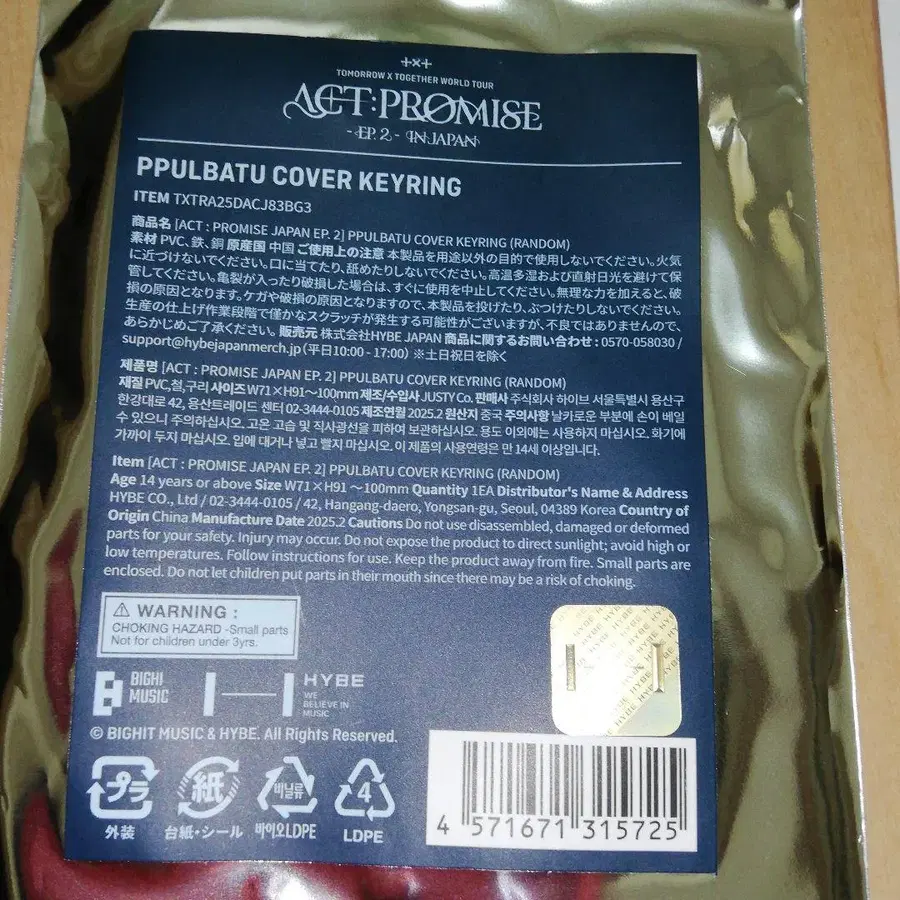 +x+
TOMORROW X TOGETHER WORLD TOUR
ACT:PROMISE
- EP. 2 - IN JAPAN
PPULBATU COVER KEYRING
ITEM TXTRA25DACJ83BG3
商品名 [ACT : PROMISE JAPAN EP. 2] PPULBATU COVER KEYRING (RANDOM)
素材 PVC、鉄、銅 原産国 中国 ご使用上の注意 本製品を用途以外の目的で使用しないでください。火気
に近づけないでください。口に当てたり、舐めたりしないでください。高温多湿および直射日光を避けて保
管してください。亀裂が入ったり破損した場合は、すぐに使用を中止してください。無理な力を加えると、破
損の原因となります。ケガや破損の原因となりますので、本製品を投げたり、ぶつけたりしないでください。
生産の仕上げ作業段階で僅かなスクラッチが発生する可能性がございますが、不良ではありませんので、
あらかじめご了承ください。販売元 株式会社HYBE JAPAN 商品に関するお問い合わせ : 0570-058030 /
support@hybejapanmerch.jp (平日10:00 - 17:00) ※土日祝日を除く
제품명 [ACT : PROMISE JAPAN EP. 2] PPULBATU COVER KEYRING (RANDOM)
재질 PVC,철,구리 사이즈 W71×H91～100mm 제조/수입사 JUSTY Co. 판매사 주식회사 하이브 서울특별시 용산구
한강대로 42, 용산트레이드 센터 02-3444-0105 제조연월 2025.2 원산지 중국 주의사항 날카로운 부분에 손이 베일
수 있으니 주의하십시오. 고온 고습 및 직사광선을 피하여 보관하십시오. 용도 이외에는 사용하지 마십시오. 화기에
가까이 두지 마십시오. 입에 대거나 넣고 빨지 마십시오. 이 제품의 사용연령은 만 14세 이상입니다.
Item [ACT : PROMISE JAPAN EP. 2] PPULBATU COVER KEYRING (RANDOM)
Age 14 years or above Size W71×H91 ～100mm Quantity 1EA Distributor's Name & Address
HYBE CO., Ltd / 02-3444-0105 / 42, Hangang-daero, Yongsan-gu, Seoul, 04389 Korea Country of
Origin China Manufacture Date 2025.2 Cautions Do not use disassembled, damaged or deformed
parts for your safety. Injury may occur. Do not expose the product to direct sunlight; avoid high or
low temperatures. Follow instructions for use. Keep the product away from fire. Small parts are
enclosed. Do not let children put parts in their mouth since there may be a risk of choking.
WARNING :
CHOKING HAZARD -Small parts
Not for children under 3yrs.
BIGHI
MUSIC
HYBE
WE
BELIEVE IN
MUSIC
HYBE HYBE HYBE
© BIGHIT MUSIC & HYBE. All Rights Reserved.
プラ
外装
紙
台紙・シール
비닐류
바이오LDPE
4
LDPE
4 571671 315725